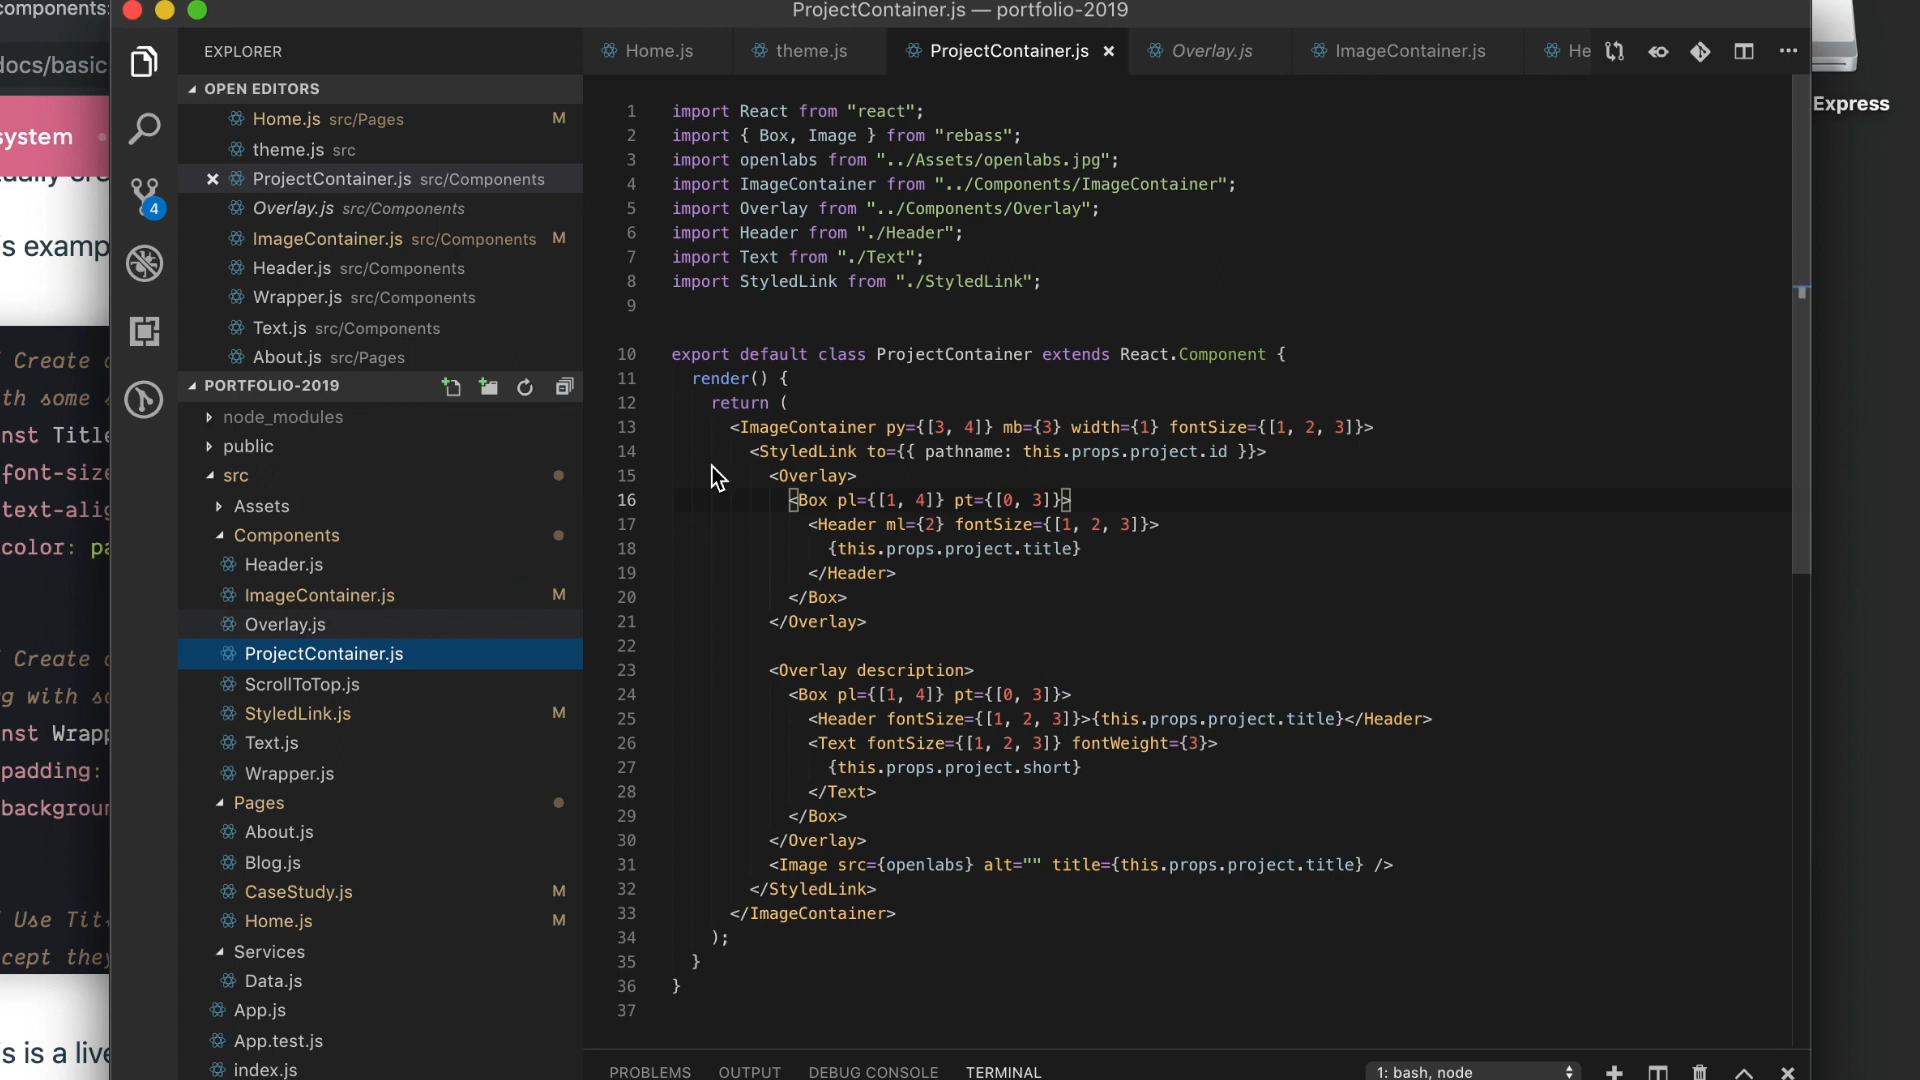 components:
docs/basic
system
s examp
Create
th some
nst Title
font-size
text-alig
color: pa
Create
g with so
nst Wrapp
padding:
backgroun
Use Tit
cept they
s is a live
ProjectContainer.js — portfolio-2019
EXPLORER
OPEN EDITORS
Home.js src/Pages M
theme.js src
ProjectContainer.js src/Components
Overlay.js src/Components
ImageContainer.js src/Components M
Header.js src/Components
Wrapper.js src/Components
Text.js src/Components
About.js src/Pages
4
PORTFOLIO-2019
node_modules
public
src
Assets
Components
Header.js
ImageContainer.js M
Overlay.js
ProjectContainer.js
ScrollToTop.js
StyledLink.js M
Text.js
Wrapper.js
Pages
About.js
Blog.js
CaseStudy.js M
Home.js M
Services
Data.js
App.js
App.test.js
index.js
Home.js theme.js ProjectContainer.js Overlay.js ImageContainer.js He
1 import React from "react";
2 import { Box, Image } from "rebass";
3 import openlabs from "../Assets/openlabs.jpg";
4 import ImageContainer from "../Components/ImageContainer";
5 import Overlay from "../Components/Overlay";
6 import Header from "./Header";
7 import Text from "./Text";
8 import StyledLink from "./StyledLink";
9
10 export default class ProjectContainer extends React.Component {
11 render() {
12 return (
13 <ImageContainer py={[3, 4]} mb={3} width={1} fontSize={[1, 2, 3]}>
14 <StyledLink to={{ pathname: this.props.project.id }}>
15 <Overlay>
16 <Box pl={[1, 4]} pt={[0, 3]}>
17 <Header ml={2} fontSize={[1, 2, 3]}>
18 {this.props.project.title}
19 </Header>
20 </Box>
21 </Overlay>
22
23 <Overlay description>
24 <Box pl={[1, 4]} pt={[0, 3]}>
25 <Header fontSize={[1, 2, 3]}>{this.props.project.title}</Header>
26 <Text fontSize={[1, 2, 3]} fontWeight={3}>
27 {this.props.project.short}
28 </Text>
29 </Box>
30 </Overlay>
31 <Image src={openlabs} alt="" title={this.props.project.title} />
32 </StyledLink>
33 </ImageContainer>
34 );
35 }
36 }
37
PROBLEMS OUTPUT DEBUG CONSOLE TERMINAL 1: bash, node
Express